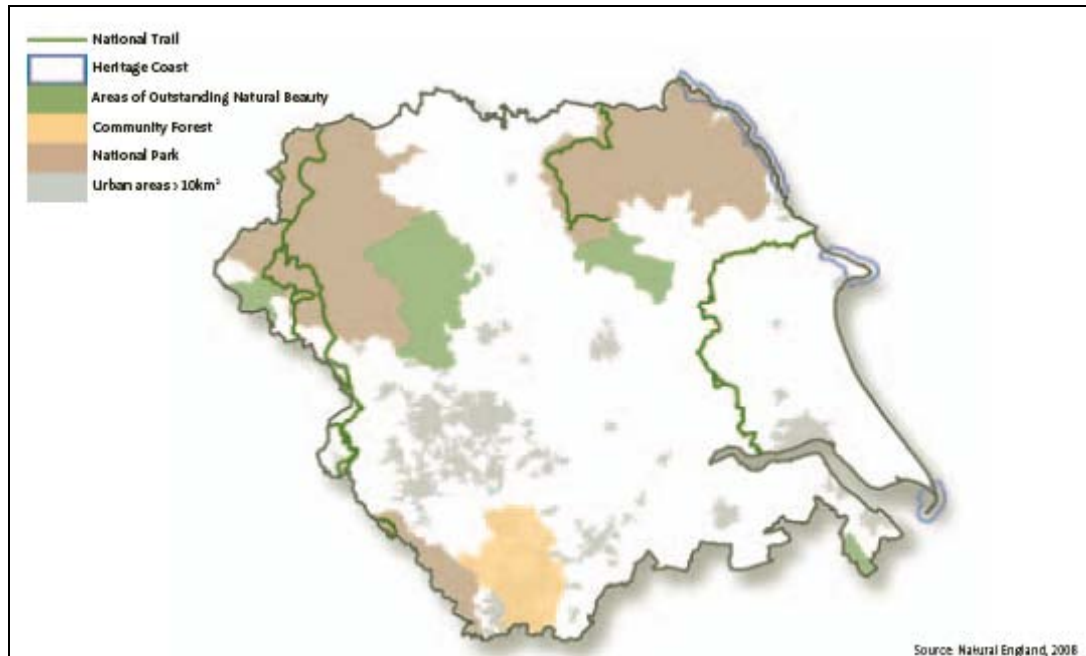 National Trail
Heritage Coast
Areas of Outstanding Natural Beauty
Community Forest
National Park
Urban areas > 10km²
Source: Natural England, 2008